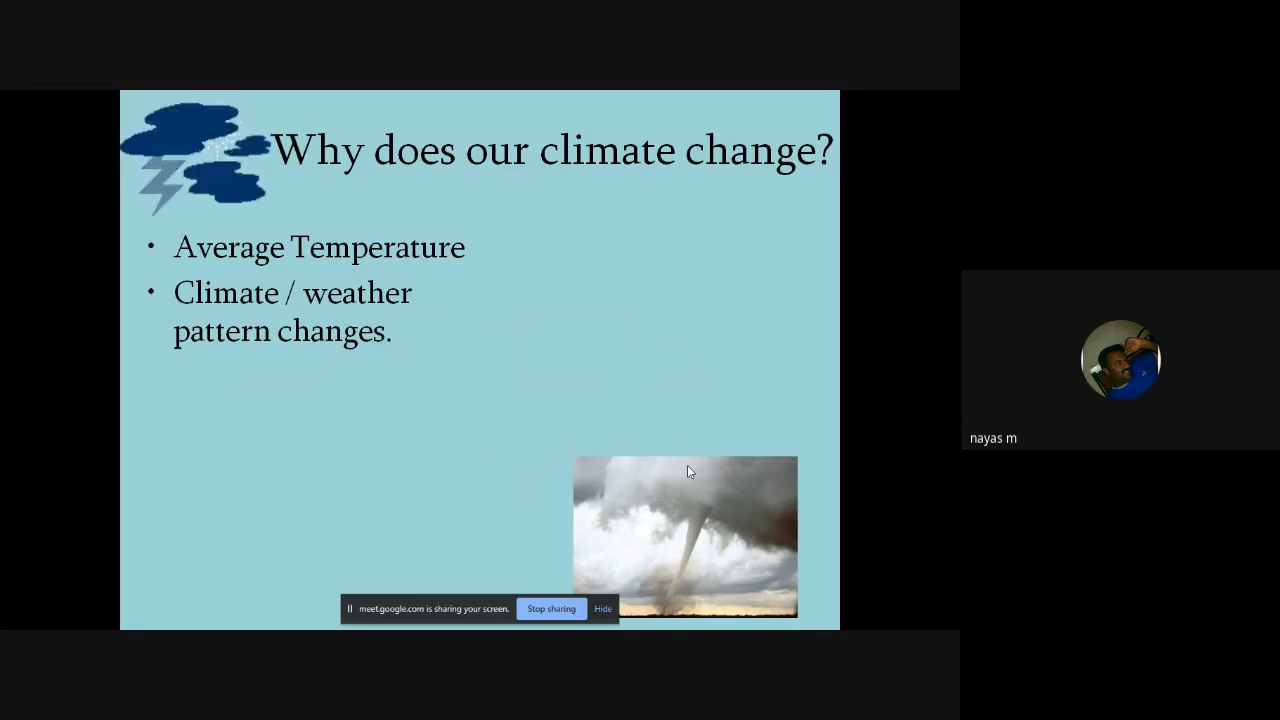 Why does our climate change?
• Average Temperature
• Climate / weather
pattern changes.
meet.google.com is sharing your screen. Stop sharing Hide
nayas m